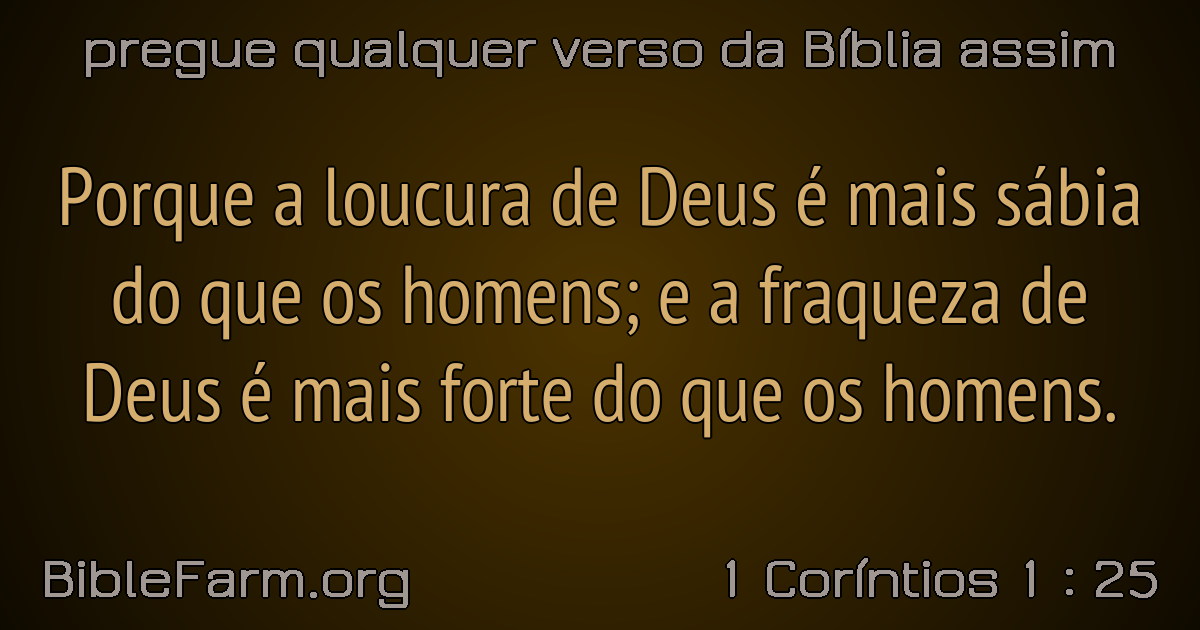 pregue qualquer verso da Bíblia assim
Porque a loucura de Deus é mais sábia
do que os homens; e a fraqueza de
Deus é mais forte do que os homens.
BibleFarm.org
1 Coríntios 1 : 25